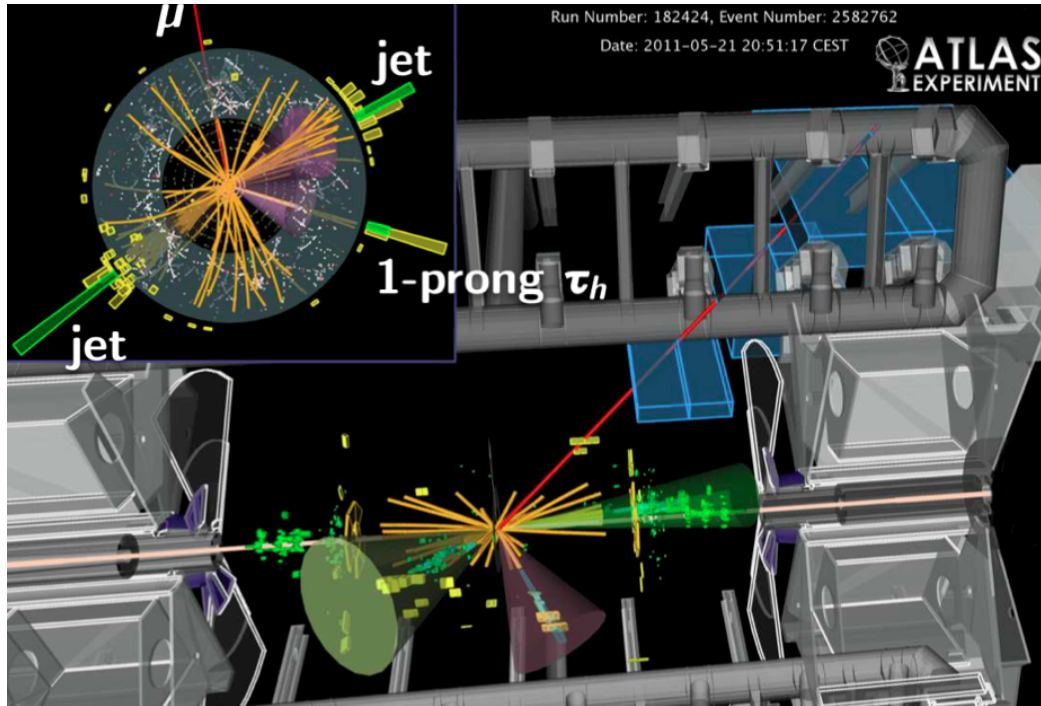 Run Number: 182424, Event Number: 2582762
Date: 2011-05-21 20:51:17 CEST
ATLAS
EXPERIMENT
μ
jet
1-prong τh
jet